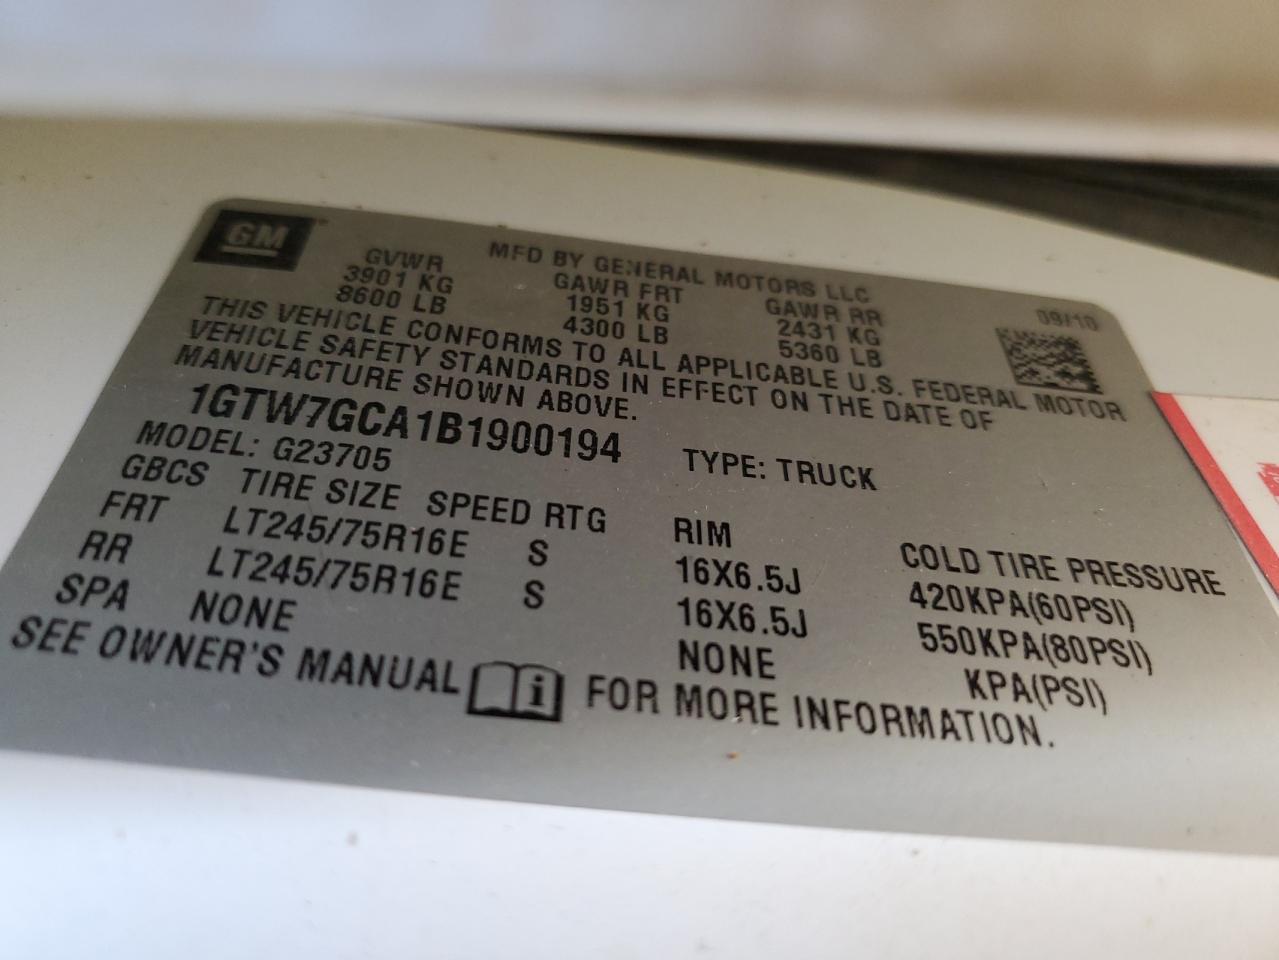 GM
MFD BY GENERAL MOTORS LLC 09/10
GVWR GAWR FRT GAWR RR
3901 KG 1951 KG 2431 KG
8600 LB 4300 LB 5360 LB
THIS VEHICLE CONFORMS TO ALL APPLICABLE U.S. FEDERAL MOTOR
VEHICLE SAFETY STANDARDS IN EFFECT ON THE DATE OF
MANUFACTURE SHOWN ABOVE.
1GTW7GCA1B1900194 TYPE: TRUCK
MODEL: G23705
GBCS TIRE SIZE SPEED RTG RIM COLD TIRE PRESSURE
FRT LT245/75R16E S 16X6.5J 420KPA(60PSI)
RR LT245/75R16E S 16X6.5J 550KPA(80PSI)
SPA NONE NONE KPA(PSI)
SEE OWNER'S MANUAL i FOR MORE INFORMATION.